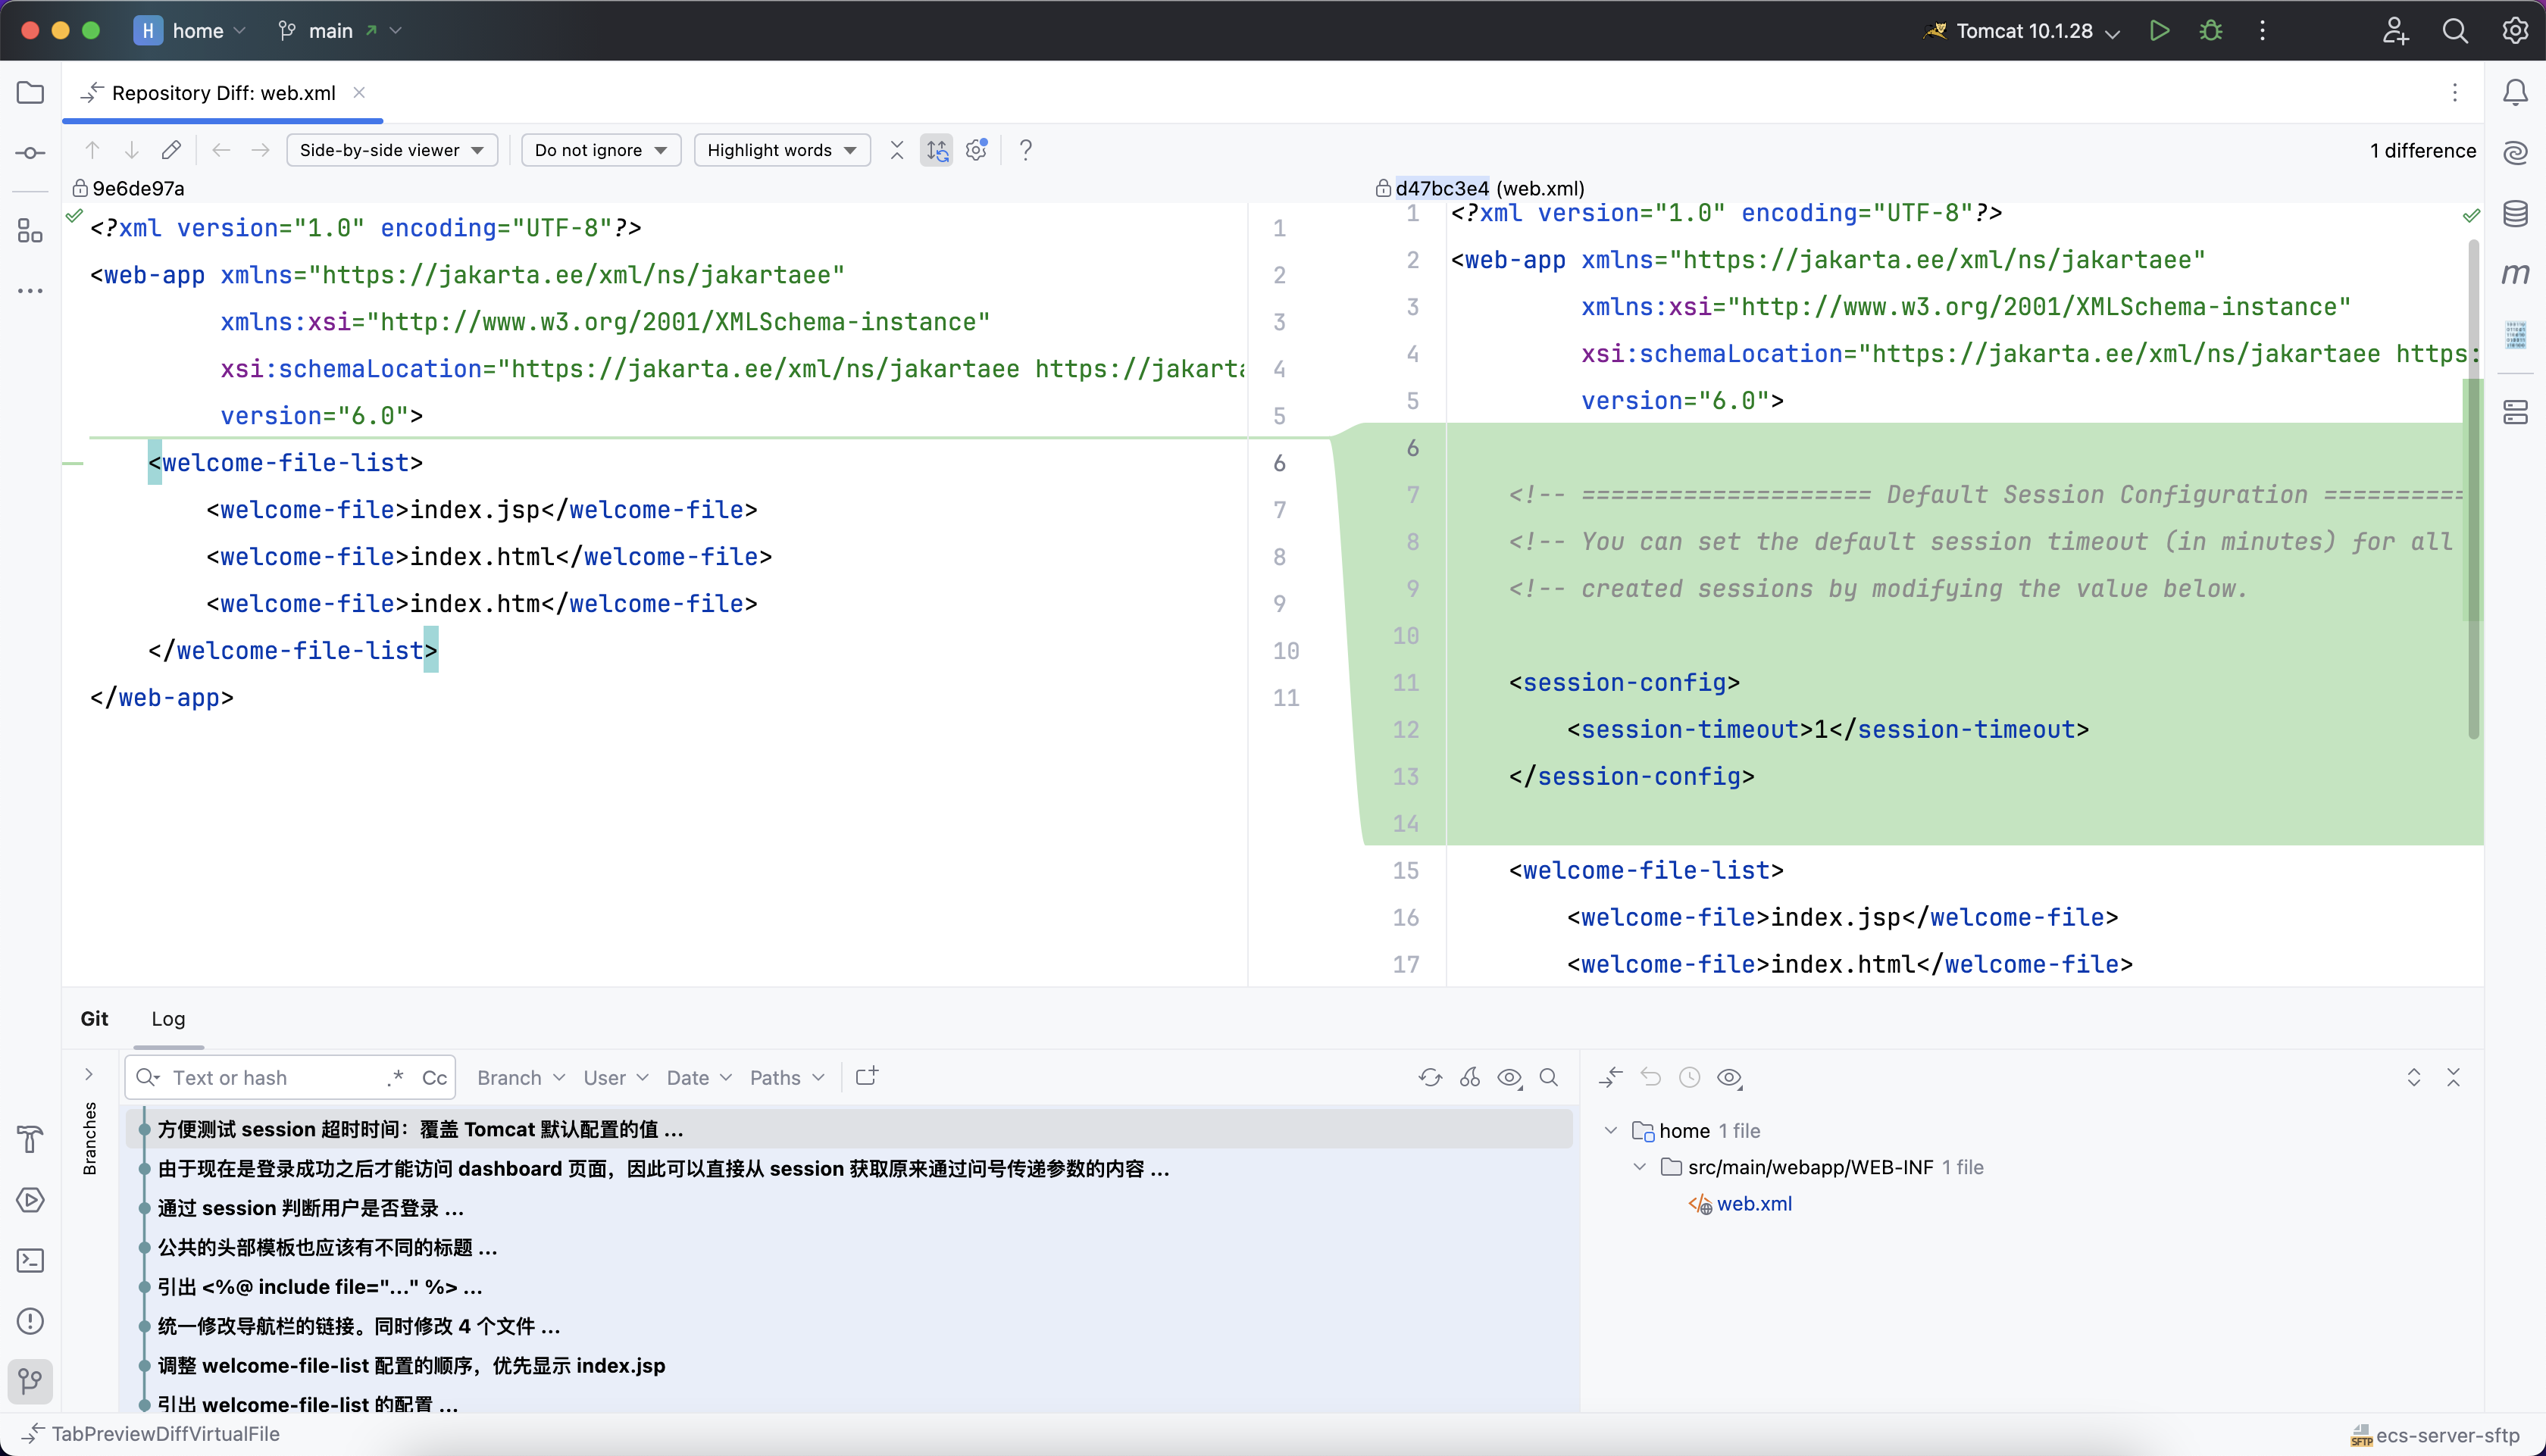 H home main Tomcat 10.1.28
Repository Diff: web.xml
Side-by-side viewer Do not ignore Highlight words ? 1 difference
9e6de97a
<?xml version="1.0" encoding="UTF-8"?> 1
<web-app xmlns="https://jakarta.ee/xml/ns/jakartaee" 2
xmlns:xsi="http://www.w3.org/2001/XMLSchema-instance" 3
xsi:schemaLocation="https://jakarta.ee/xml/ns/jakartaee https://jakarta 4
version="6.0"> 5
<welcome-file-list> 6
<welcome-file>index.jsp</welcome-file> 7
<welcome-file>index.html</welcome-file> 8
<welcome-file>index.htm</welcome-file> 9
</welcome-file-list> 10
</web-app> 11
d47bc3e4 (web.xml)
1 <?xml version="1.0" encoding="UTF-8"?>
2 <web-app xmlns="https://jakarta.ee/xml/ns/jakartaee"
3 xmlns:xsi="http://www.w3.org/2001/XMLSchema-instance"
4 xsi:schemaLocation="https://jakarta.ee/xml/ns/jakartaee https:
5 version="6.0">
6
7 <!-- ==================== Default Session Configuration ==========
8 <!-- You can set the default session timeout (in minutes) for all
9 <!-- created sessions by modifying the value below.
10
11 <session-config>
12 <session-timeout>1</session-timeout>
13 </session-config>
14
15 <welcome-file-list>
16 <welcome-file>index.jsp</welcome-file>
17 <welcome-file>index.html</welcome-file>
m
Git Log
Text or hash .* Cc Branch User Date Paths
Branches
方便测试 session 超时时间：覆盖 Tomcat 默认配置的值 ...
由于现在是登录成功之后才能访问 dashboard 页面，因此可以直接从 session 获取原来通过问号传递参数的内容 ...
通过 session 判断用户是否登录 ...
公共的头部模板也应该有不同的标题 ...
引出 <%@ include file="..." %> ...
统一修改导航栏的链接。同时修改 4 个文件 ...
调整 welcome-file-list 配置的顺序，优先显示 index.jsp
引出 welcome-file-list 的配置 ...
home 1 file
src/main/webapp/WEB-INF 1 file
web.xml
TabPreviewDiffVirtualFile
SFTP ecs-server-sftp